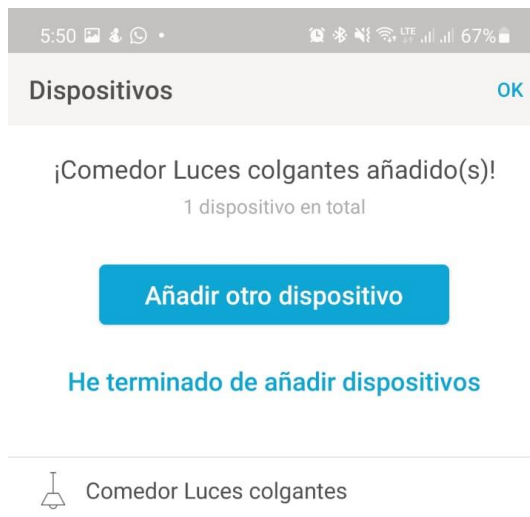 5:50 67%
Dispositivos OK
¡Comedor Luces colgantes añadido(s)!
1 dispositivo en total
Añadir otro dispositivo
He terminado de añadir dispositivos
Comedor Luces colgantes